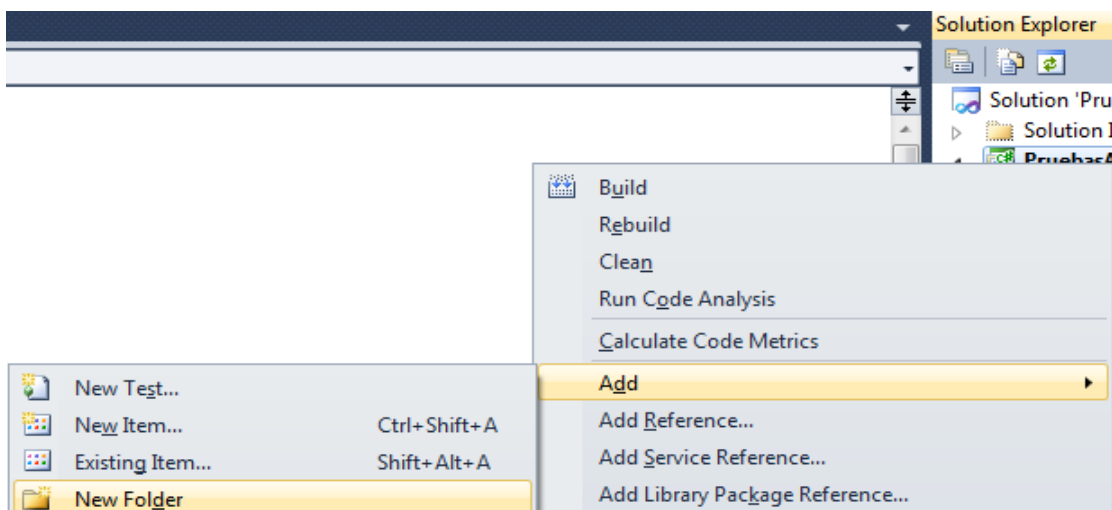 Solution Explorer
Solution 'Pru
Solution I
PruebasA
Build
Rebuild
Clean
Run Code Analysis
Calculate Code Metrics
Add
Add Reference...
Add Service Reference...
Add Library Package Reference...
New Test...
New Item... Ctrl+Shift+A
Existing Item... Shift+Alt+A
New Folder